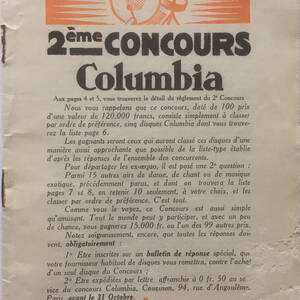 2ème CONCOURS
Columbia
Aux pages 4 et 5, vous trouverez le détail du règlement du 2e Concours
Nous vous rappelons que ce concours, doté de 100 prix
d'une valeur de 120.000 francs, consiste simplement à classer
par ordre de préférence, cinq disques Columbia dont vous trouve-
rez la liste page 6.
Les gagnants seront ceux qui auront classé ces disques d'une
manière aussi approchante que possible de la liste-type établie
d'après les réponses de l'ensemble des concurrents.
Pour départager les ex-æquo, il est posé une 2e question :
Parmi 15 autres airs de danse, de chant ou de musique
exotique, précédemment parus, et dont on trouvera la liste
pages 7 et 8, en retenir 10 seulement, à votre choix, et les
classer par ordre de préférence. C'est tout.
Comme vous le voyez, ce Concours est aussi simple
qu'amusant. Tout le monde peut y participer, et avec un peu
de chance, vous gagnerez 15.000 fr. ou l'un des 99 autres prix.
Notez soigneusement, encore, que toutes les réponses doi-
vent, obligatoirement :
1° Etre inscrites sur un bulletin de réponse spécial, que
votre fournisseur habituel de disques vous remettra, contre l'achat
d'un seul disque du Concours ;
2° Etre expédiées par lettre affranchie à 0 fr. 50 au se-
vice du concours Columbia, Couesnon, 94, rue d'Angoulême,
Paris, avant le 31 Octobre.